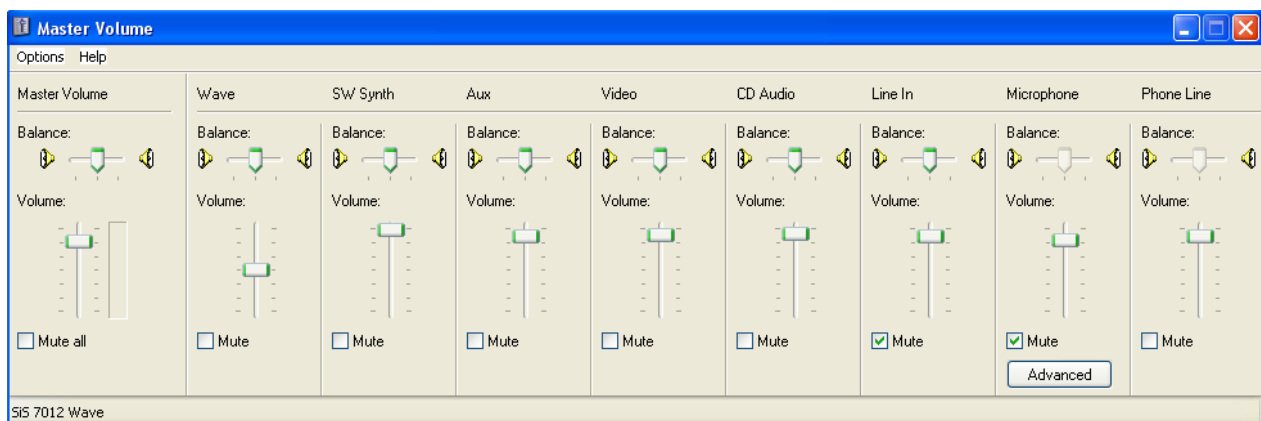 Master Volume
Options Help
Master Volume Wave SW Synth Aux Video CD Audio Line In Microphone Phone Line
Balance: Balance: Balance: Balance: Balance: Balance: Balance: Balance: Balance:
Volume: Volume: Volume: Volume: Volume: Volume: Volume: Volume: Volume:
Mute all Mute Mute Mute Mute Mute Mute Mute Mute
Advanced
SiS 7012 Wave